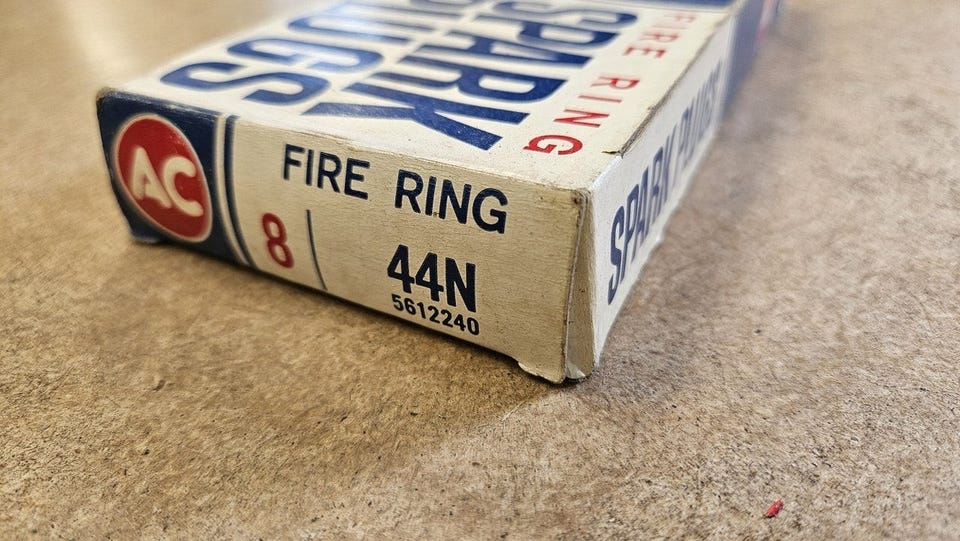 SPARK
PLUGS
FIRE RING
AC
FIRE RING
8
44N
5612240
SPARK PLUGS